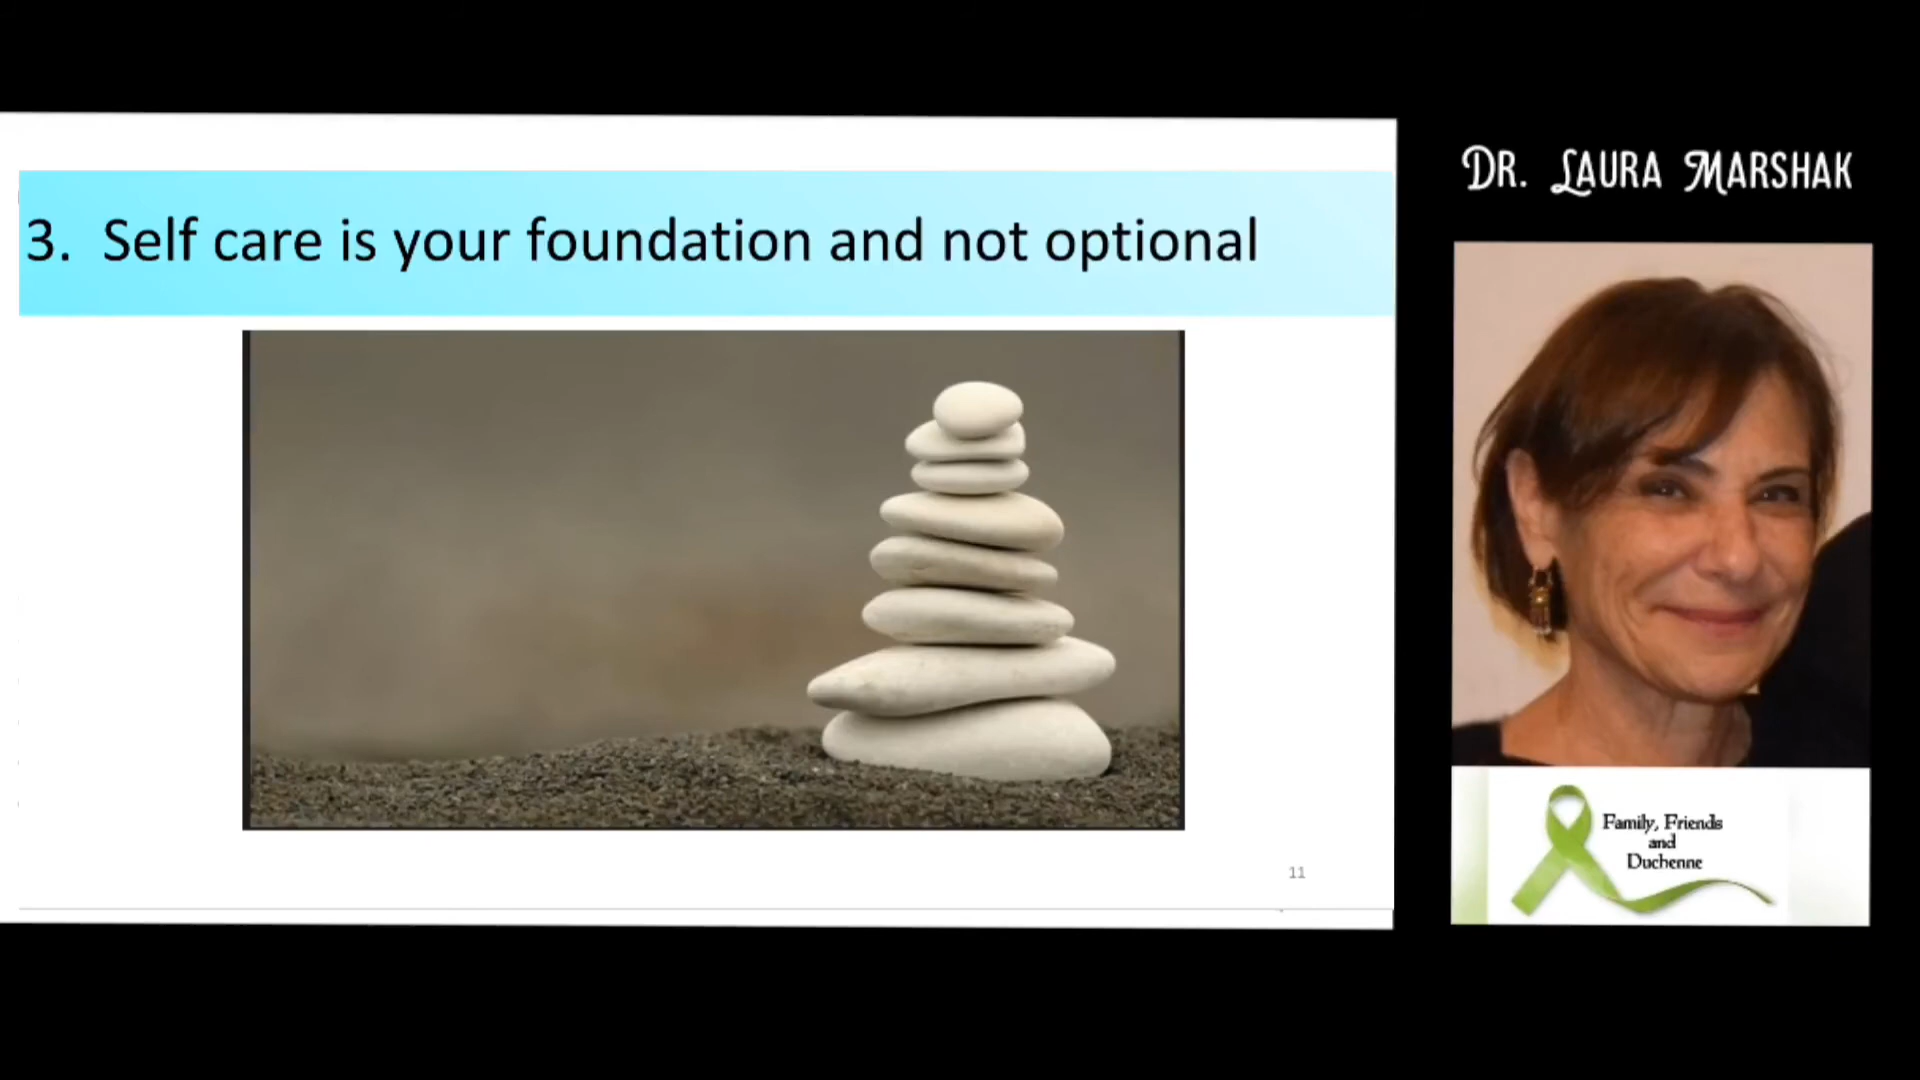 3. Self care is your foundation and not optional
11
Dr. Laura Marshak
Family, Friends
and
Duchenne